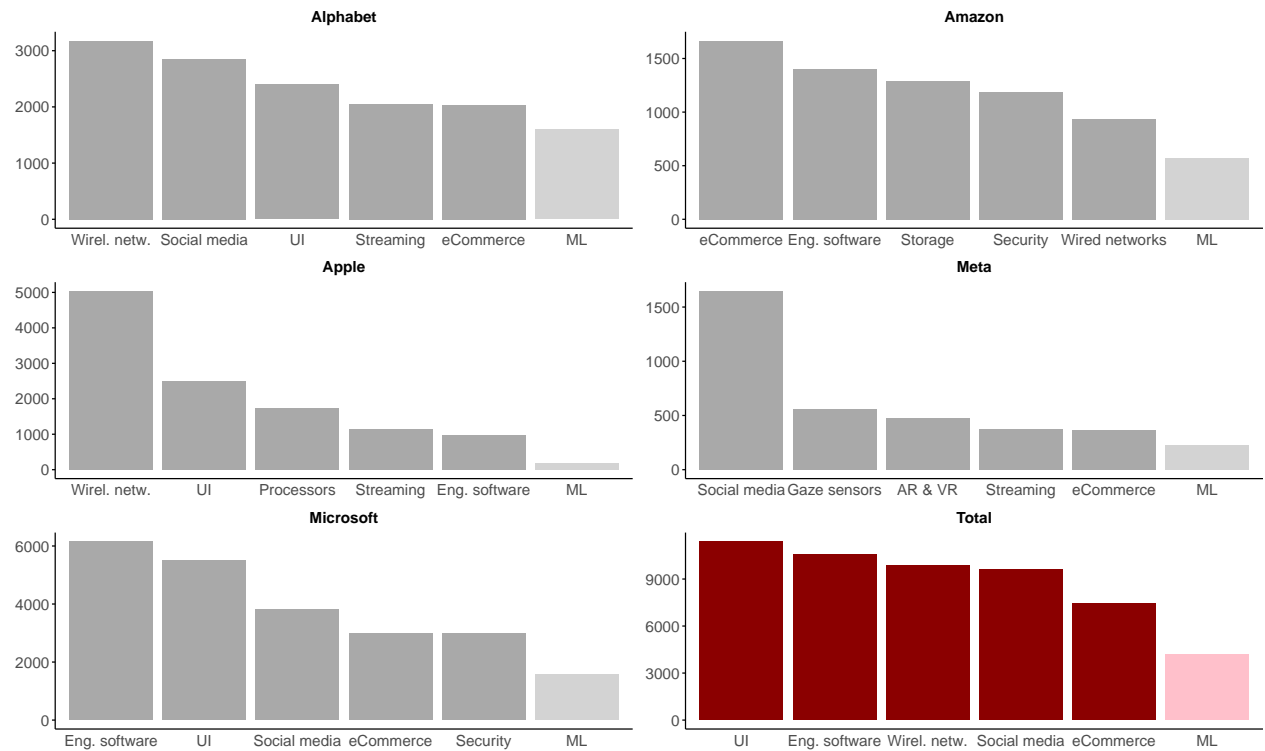 Alphabet
3000
2000
1000
0
Wirel. netw. Social media UI Streaming eCommerce ML
Amazon
1500
1000
500
0
eCommerce Eng. software Storage Security Wired networks ML
Apple
5000
4000
3000
2000
1000
0
Wirel. netw. UI Processors Streaming Eng. software ML
Meta
1500
1000
500
0
Social media Gaze sensors AR & VR Streaming eCommerce ML
Microsoft
6000
4000
2000
0
Eng. software UI Social media eCommerce Security ML
Total
9000
6000
3000
0
UI Eng. software Wirel. netw. Social media eCommerce ML